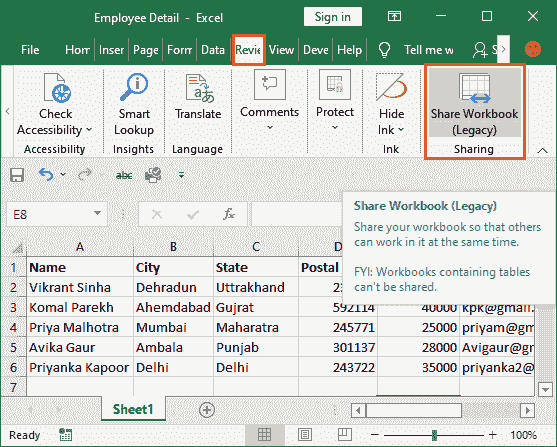 Employee Detail - Excel
Sign in
File Hom Inser Page Form Data Revie View Deve Help Tell me w S
Check Accessibility
Smart Lookup
Translate
Comments
Protect
Hide Ink
Share Workbook (Legacy)
Accessibility Insights Language Ink Sharing
abc
E8 fx
Share Workbook (Legacy)
Share your workbook so that others
can work in it at the same time.
FYI: Workbooks containing tables
can't be shared.
A B C D
1 Name City State Postal
2 Vikrant Sinha Dehradun Uttrakhand
3 Komal Parekh Ahemdabad Gujrat 592114 40000 kpk@gmail.
4 Priya Malhotra Mumbai Maharatra 245771 25000 priyam@gm
5 Avika Gaur Ambala Punjab 301137 28000 Avigaur@gm
6 Priyanka Kapoor Delhi Delhi 243722 35000 priyanka2@
7
Sheet1
Ready 100%